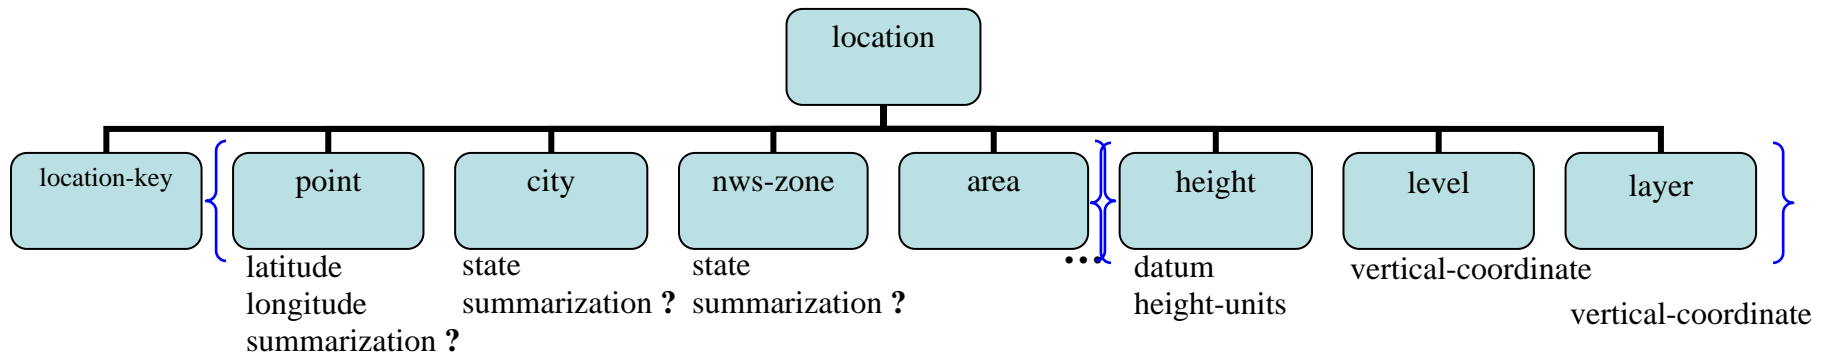 location
location-key
point
city
nws-zone
area
height
level
layer
latitude
longitude
summarization ?
state
summarization ?
state
summarization ?
...
datum
height-units
vertical-coordinate
vertical-coordinate